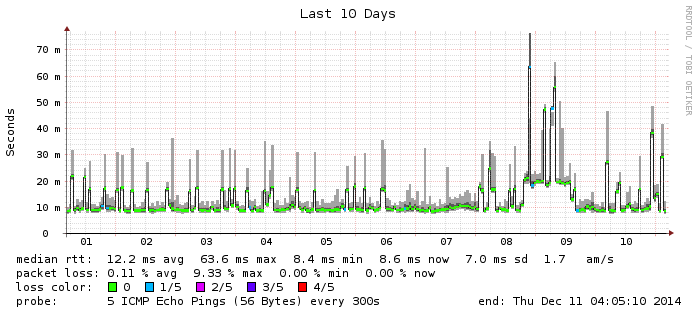 Last 10 Days
RRDTOOL / TOBI OETIKER
Seconds
70 m
60 m
50 m
40 m
30 m
20 m
10 m
0
01 02 03 04 05 06 07 08 09 10
median rtt: 12.2 ms avg 63.6 ms max 8.4 ms min 8.6 ms now 7.0 ms sd 1.7 am/s
packet loss: 0.11 % avg 9.33 % max 0.00 % min 0.00 % now
loss color: 0 1/5 2/5 3/5 4/5
probe: 5 ICMP Echo Pings (56 Bytes) every 300s end: Thu Dec 11 04:05:10 2014